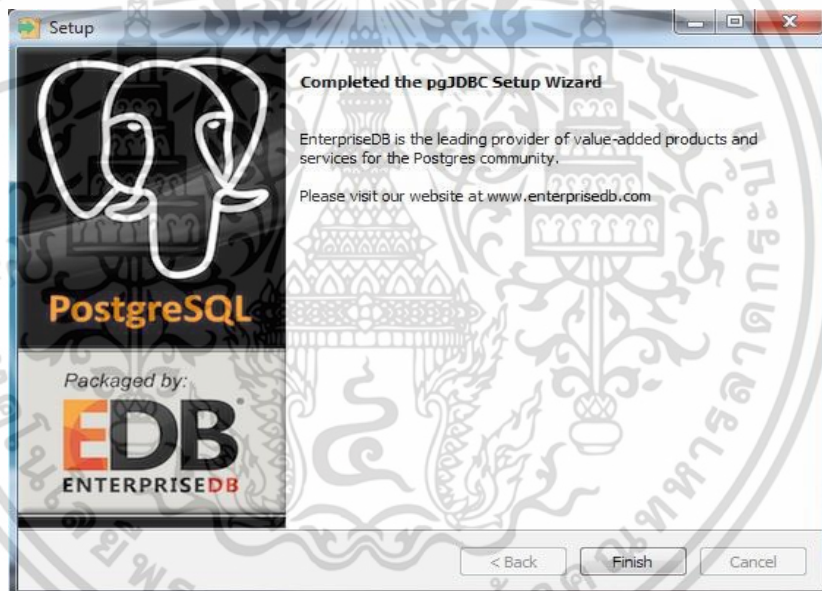 Setup
Completed the pgJDBC Setup Wizard
EnterpriseDB is the leading provider of value-added products and
services for the Postgres community.
Please visit our website at www.enterprisedb.com
PostgreSQL
Packaged by:
EDB
ENTERPRISEDB
< Back
Finish
Cancel